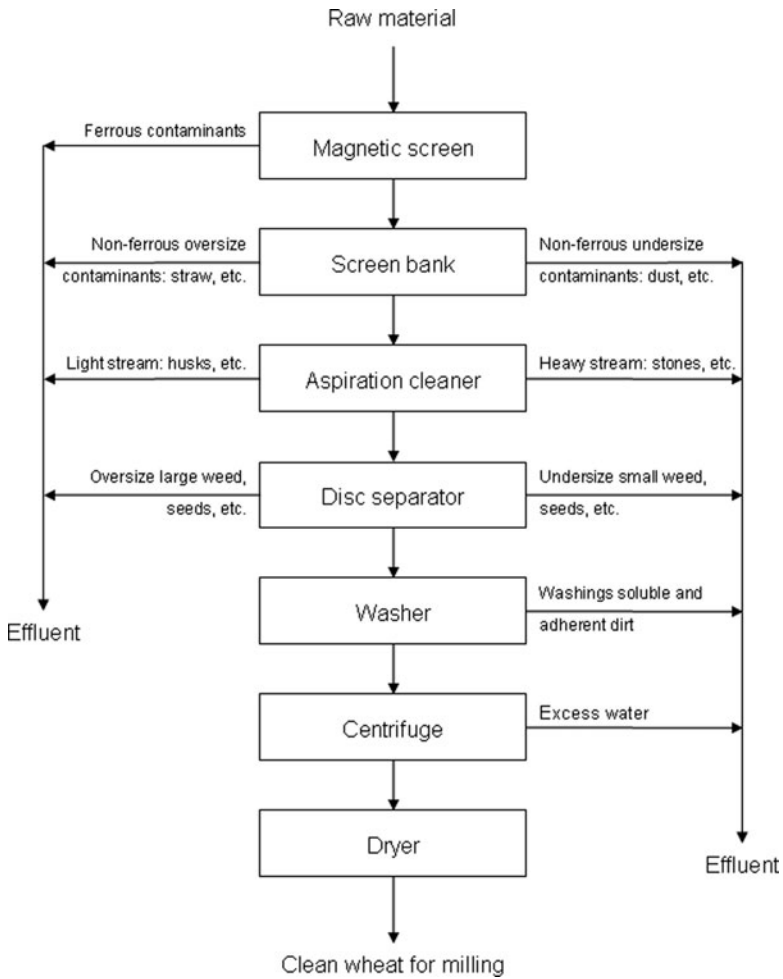 Raw material
Ferrous contaminants
Magnetic screen
Non-ferrous oversize
contaminants: straw, etc.
Screen bank
Non-ferrous undersize
contaminants: dust, etc.
Light stream: husks, etc.
Aspiration cleaner
Heavy stream: stones, etc.
Oversize large weed,
seeds, etc.
Disc separator
Undersize small weed,
seeds, etc.
Effluent
Washer
Washings soluble and
adherent dirt
Centrifuge
Excess water
Dryer
Effluent
Clean wheat for milling